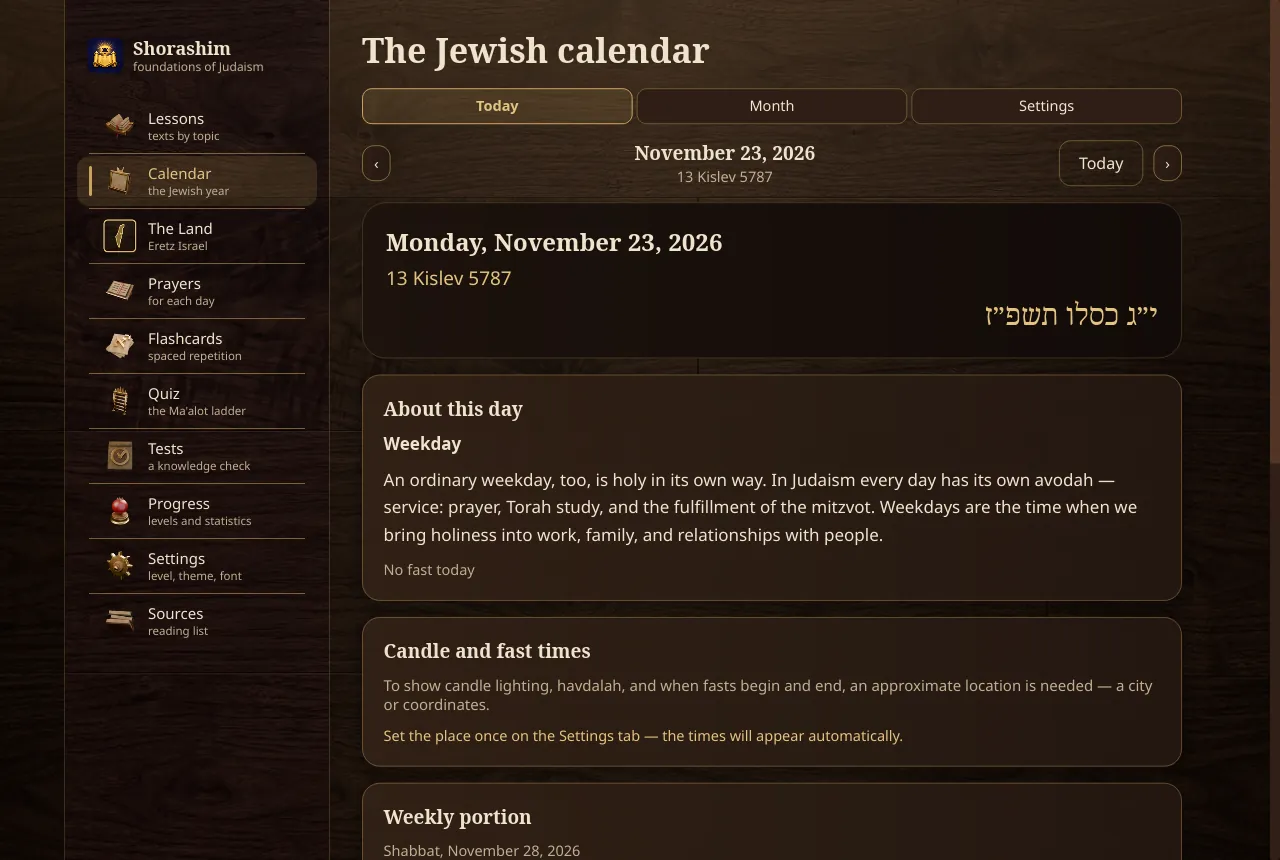 Shorashim
foundations of Judaism
Lessons
texts by topic
Calendar
the Jewish year
The Land
Eretz Israel
Prayers
for each day
Flashcards
spaced repetition
Quiz
the Ma'alot ladder
Tests
a knowledge check
Progress
levels and statistics
Settings
level, theme, font
Sources
reading list
The Jewish calendar
Today
Month
Settings
‹
November 23, 2026
13 Kislev 5787
Today
›
Monday, November 23, 2026
13 Kislev 5787
י״ג כסלו תשפ״ז
About this day
Weekday
An ordinary weekday, too, is holy in its own way. In Judaism every day has its own avodah —
service: prayer, Torah study, and the fulfillment of the mitzvot. Weekdays are the time when we
bring holiness into work, family, and relationships with people.
No fast today
Candle and fast times
To show candle lighting, havdalah, and when fasts begin and end, an approximate location is needed — a city
or coordinates.
Set the place once on the Settings tab — the times will appear automatically.
Weekly portion
Shabbat, November 28, 2026